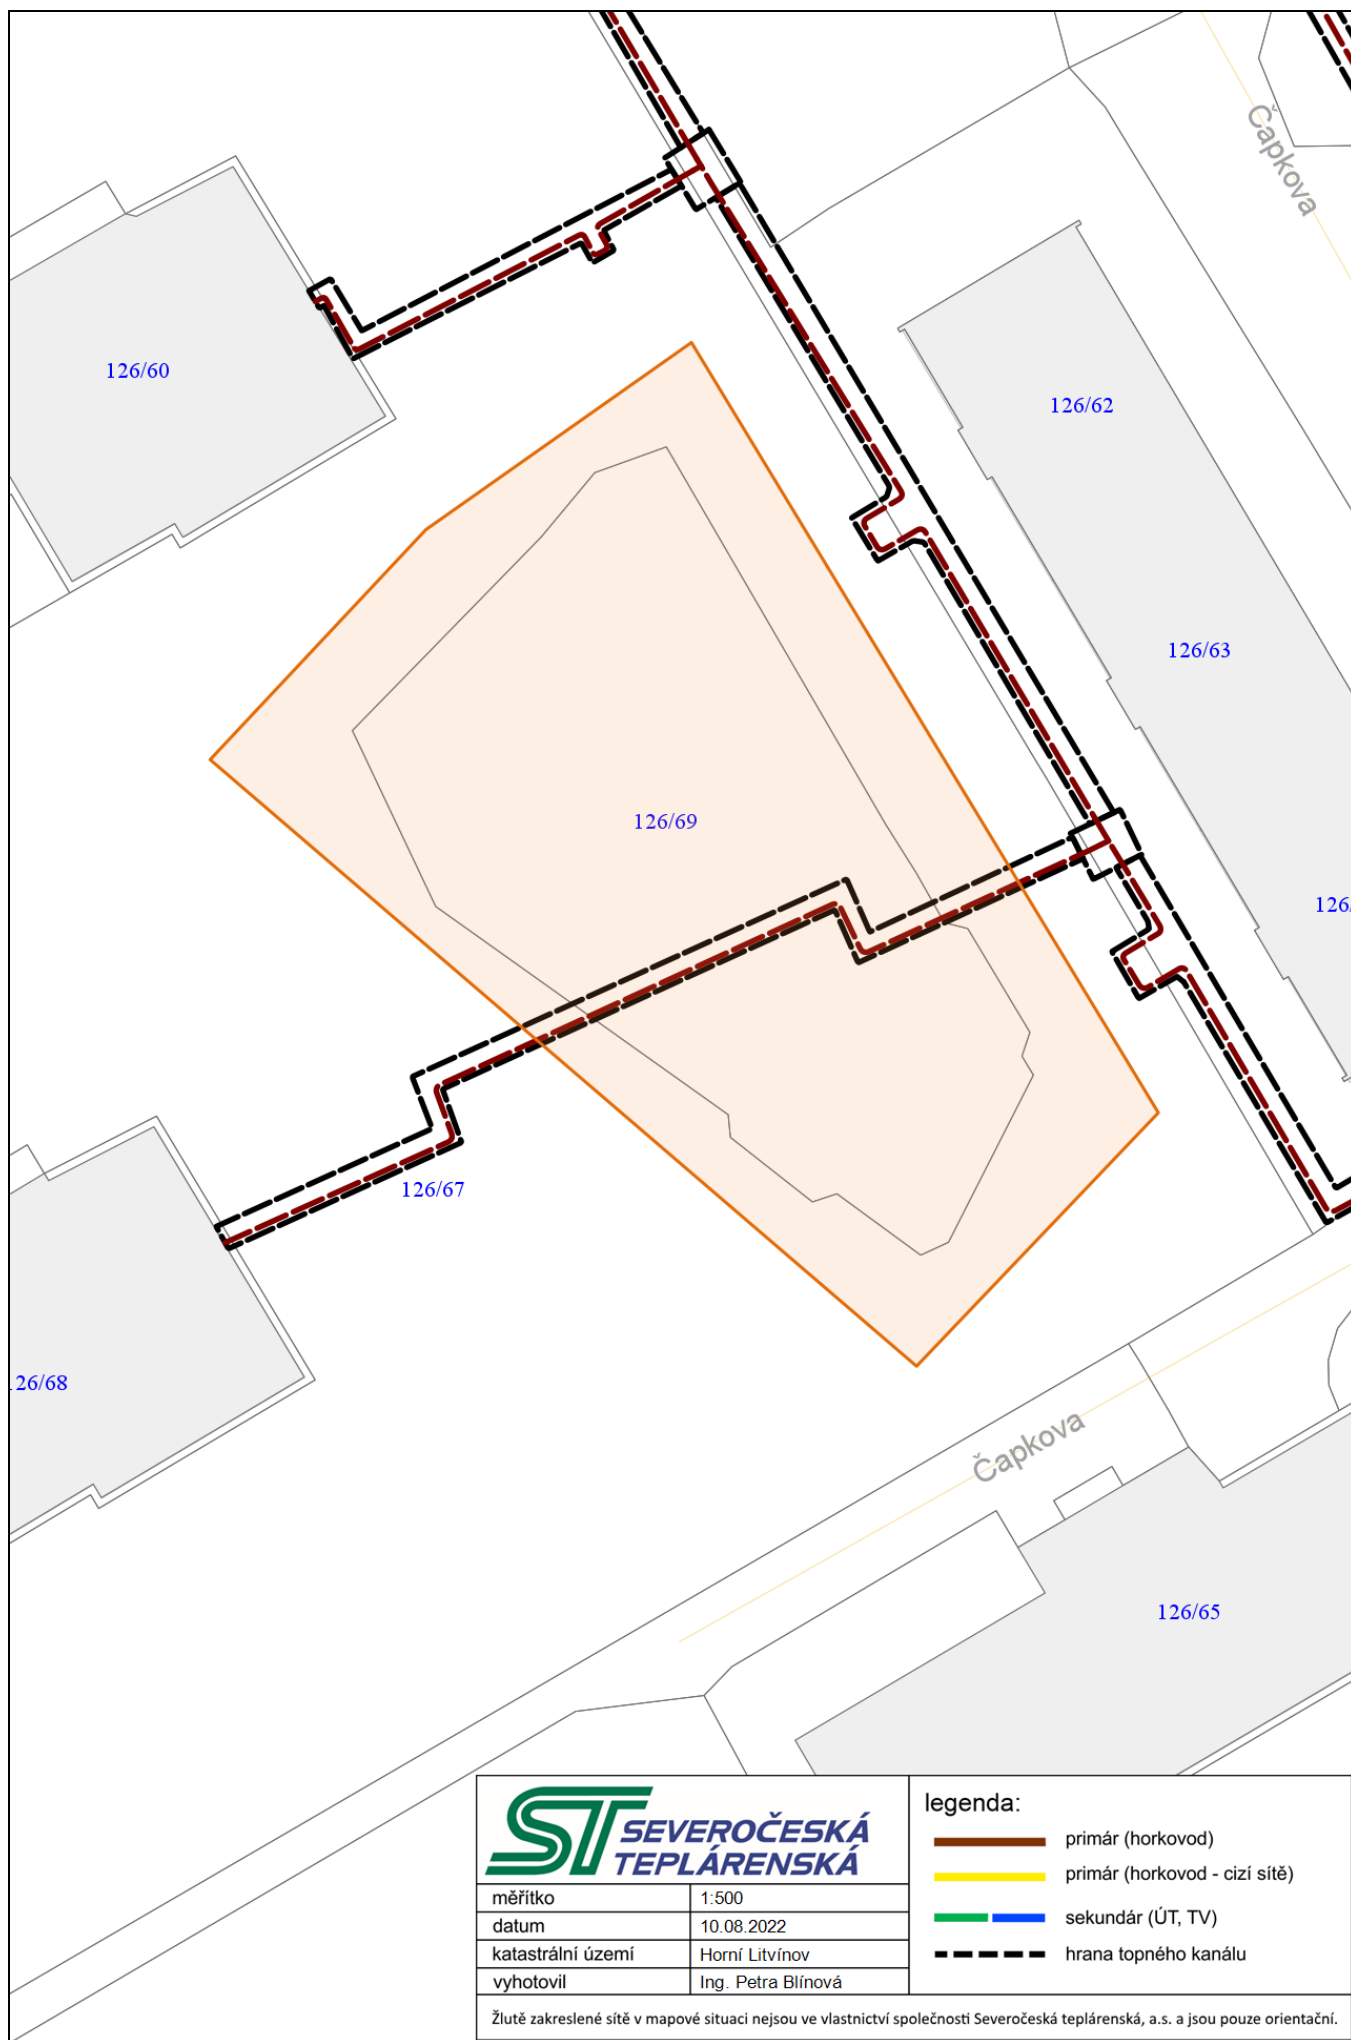 Čapkova
126/60
126/62
126/63
126/69
126/
126/67
26/68
Čapkova
126/65
ST SEVEROČESKÁ
TEPLÁRENSKÁ
měřítko 1:500
datum 10.08.2022
katastrální území Horní Litvínov
vyhotovil Ing. Petra Blínová
legenda:
primár (horkovod)
primár (horkovod - cizí sítě)
sekundár (ÚT, TV)
hrana topného kanálu
Žlutě zakreslené sítě v mapové situaci nejsou ve vlastnictví společnosti Severočeská teplárenská, a.s. a jsou pouze orientační.